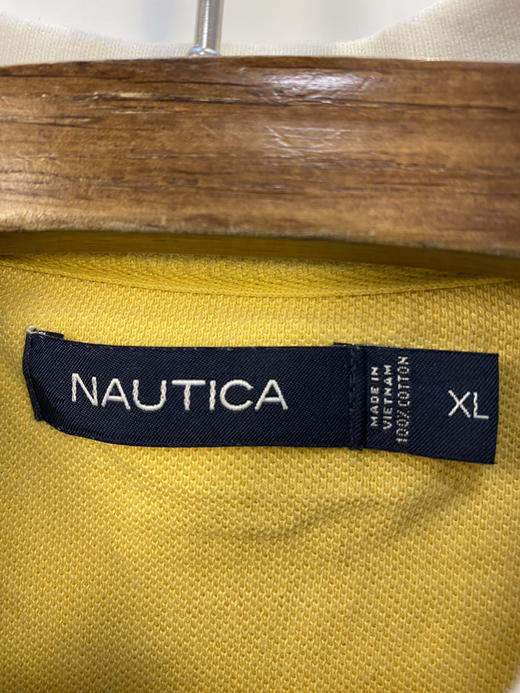 NAUTICA
MADE IN
VIETNAM
100% COTTON
XL